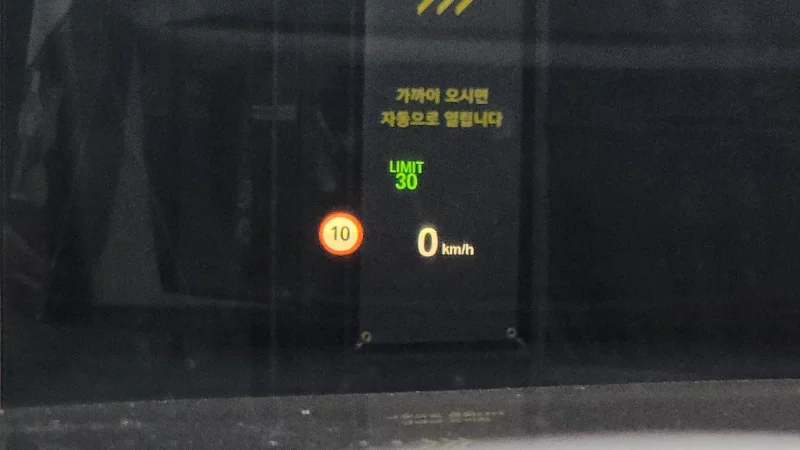 가까이 오시면
자동으로 열립니다
LIMIT
30
10
0 km/h